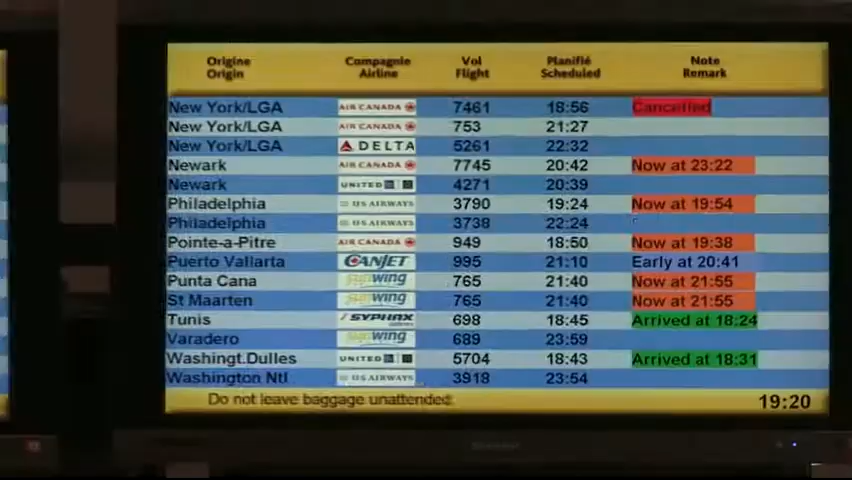 Origine Compagnie Vol Planifié Note
Origin Airline Flight Scheduled Remark
New York/LGA AIR CANADA 7461 18:56 Cancelled
New York/LGA AIR CANADA 753 21:27
New York/LGA DELTA 5261 22:32
Newark AIR CANADA 7745 20:42 Now at 23:22
Newark UNITED 4271 20:39
Philadelphia US AIRWAYS 3790 19:24 Now at 19:54
Philadelphia US AIRWAYS 3738 22:24
Pointe-a-Pitre AIR CANADA 949 18:50 Now at 19:38
Puerto Vallarta CANJET 995 21:10 Early at 20:41
Punta Cana sunwing 765 21:40 Now at 21:55
St Maarten sunwing 765 21:40 Now at 21:55
Tunis SYPHAX 698 18:45 Arrived at 18:24
Varadero sunwing 689 23:59
Washingt.Dulles UNITED 5704 18:43 Arrived at 18:31
Washington Ntl US AIRWAYS 3918 23:54
Do not leave baggage unattended. 19:20